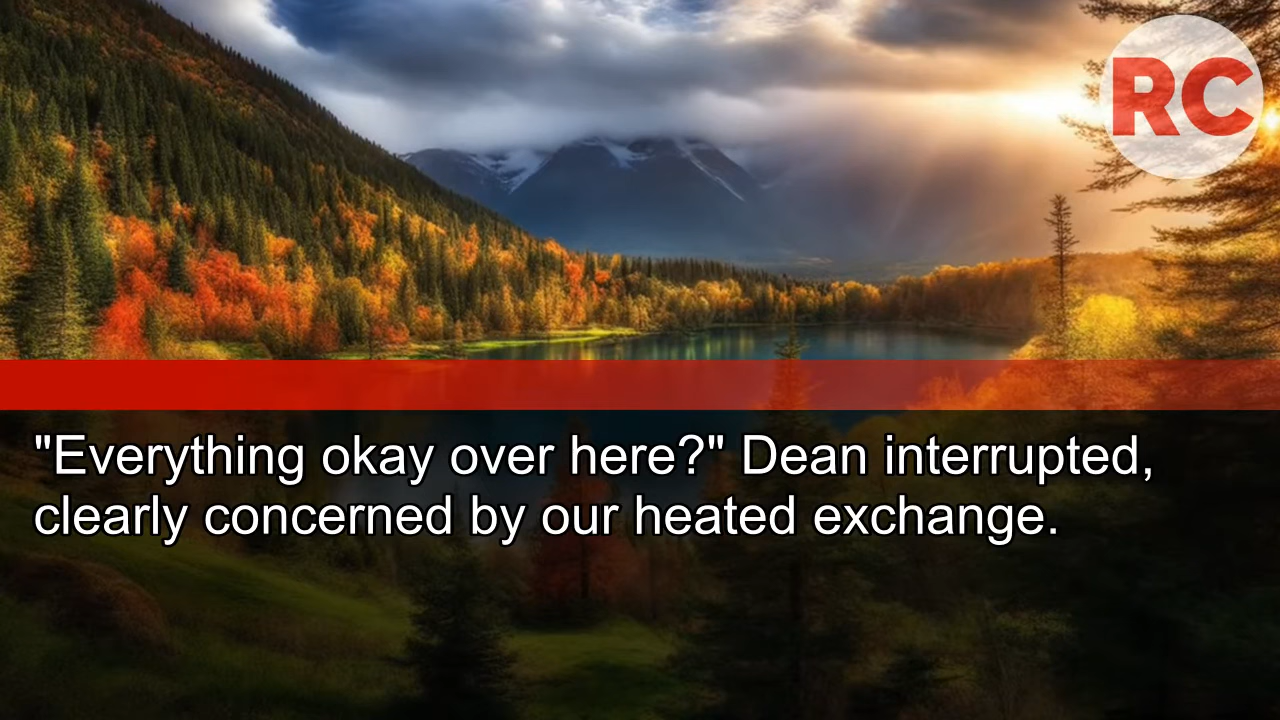 RC
"Everything okay over here?" Dean interrupted,
clearly concerned by our heated exchange.